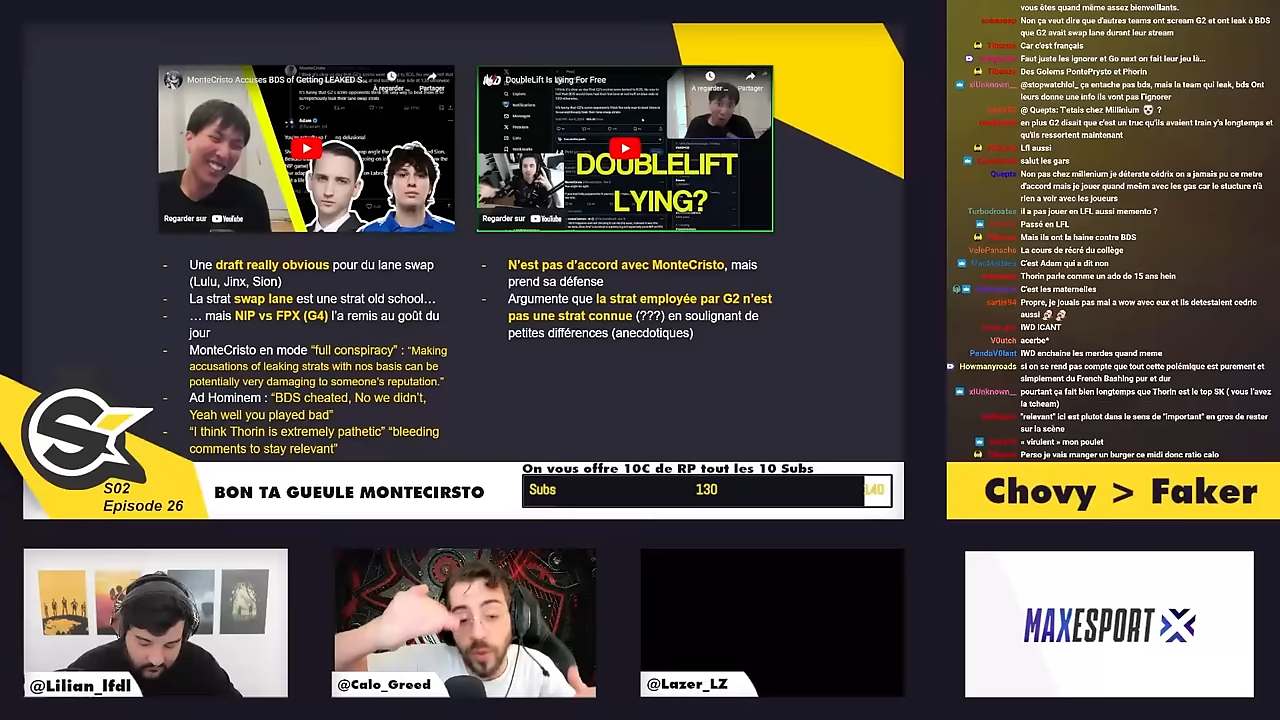 MonteCristo Accuses BDS of Getting LEAKED S...
A regarder ...
Partager
Adam
Regarder sur YouTube
DoubleLift Is Lying For Free
A regarder ...
Partager
DOUBLELIFT
LYING?
Regarder sur YouTube
- Une draft really obvious pour du lane swap
(Lilu, Jinx, Sion)
- La strat swap lane est une strat old school…
- … mais NIP vs FPX (G4) l'a remis au goût du
jour
- MonteCristo en mode “full conspiracy” : “Making
accusations of leaking strats with nos basis can be
potentially very damaging to someone's reputation.”
- Ad Hominem : “BDS cheated, No we didn't,
Yeah well you played bad”
- “I think Thorin is extremely pathetic” “bleeding
comments to stay relevant”
- N'est pas d'accord avec MonteCristo, mais
prend sa défense
- Argumente que la strat employée par G2 n'est
pas une strat connue (???) en soulignant de
petites différences (anecdotiques)
S02
Episode 26
BON TA GUEULE MONTECIRSTO
On vous offre 10€ de RP tout les 10 Subs
Subs
130
140
vous êtes quand même assez bienveillants.
Non ça veut dire que d'autres teams ont scream G2 et ont leak à BDS
que G2 avait swap lane durant leur stream
Car c'est français
Faut juste les ignorer et Go next on fait leur jeu là...
Des Golems PontePrysto et Phorin
xiUnknown__ @stopwatchlol_ ça entache pas bds, mais la team qui leak, bds On
leurs donne une info ils vont pas l'ignorer
@ Quepts: T'etais chez Millinium ?
en plus G2 disait que c'est un truc qu'ils avaient train y'a longtemps et
qu'ils ressortent maintenant
Lfl aussi
salut les gars
Quepts Non pas chez millenium je déterste cédrix on a jamais pu ce metre
d'accord mais je jouer quand meêm avec les gas car le stucture n'a
rien a voir avec les joueurs
Turbodroates il a pas jouer en LFL aussi memento ?
Passé en LFL
Mais ils ont la haine contre BDS
VelePanache La cours de récré du collège
MacMathieu C'est Adam qui a dit non
Thorin parle comme un ado de 15 ans hein
C'est les maternelles
cartis94 Propre, je jouais pas mal a wow avec eux et ils detestaient cedric
aussi
IWD ICANT
V0utch acerbe*
PandaV0lant IWD enchaine les merdes quand meme
Howmanyroads si on se rend pas compte que tout cette polémique est purement et
simplement du French Bashing pur et dur
xiUnknown__ pourtant ça fait bien longtemps que Thorin est le top SK ( vous l'avez
la tcheam)
"relevant" ici est plutot dans le sens de "important" en gros de rester
sur la scène
« virulent » mon poulet
Perso je vais manger un burger ce midi donc ratio calo
Chovy > Faker
@Lilian_lfdl
@Calo_Greed
@Lazer_LZ
MAXESPORT